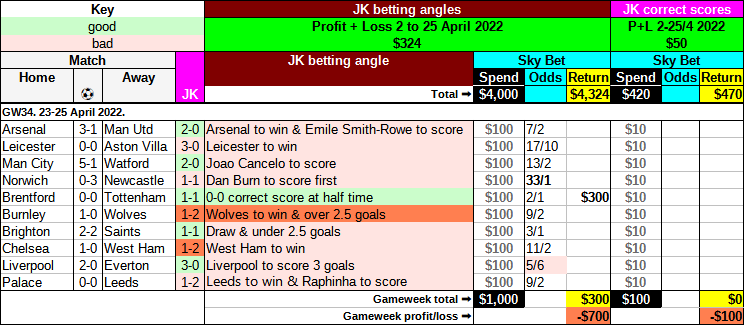 Key JK betting angles JK correct scores
good Profit + Loss 2 to 25 April 2022 P+L 2-25/4 2022
bad $324 $50
Match JK JK betting angle Sky Bet Sky Bet
Home Away Spend Odds Return Spend Odds Return
Total ➡ $4,000 $4,324 $420 $470
GW34. 23-25 April 2022.
Arsenal 3-1 Man Utd 2-0 Arsenal to win & Emile Smith-Rowe to score $100 7/2 $10
Leicester 0-0 Aston Villa 3-0 Leicester to win $100 17/10 $10
Man City 5-1 Watford 2-0 Joao Cancelo to score $100 13/2 $10
Norwich 0-3 Newcastle 1-1 Dan Burn to score first $100 33/1 $10
Brentford 0-0 Tottenham 1-1 0-0 correct score at half time $100 2/1 $300 $10
Burnley 1-0 Wolves 1-2 Wolves to win & over 2.5 goals $100 9/2 $10
Brighton 2-2 Saints 1-1 Draw & under 2.5 goals $100 3/1 $10
Chelsea 1-0 West Ham 1-2 West Ham to win $100 11/2 $10
Liverpool 2-0 Everton 3-0 Liverpool to score 3 goals $100 5/6 $10
Palace 0-0 Leeds 1-2 Leeds to win & Raphinha to score $100 9/2 $10
Gameweek total ➡ $1,000 $300 $100 $0
Gameweek profit/loss ➡ -$700 -$100